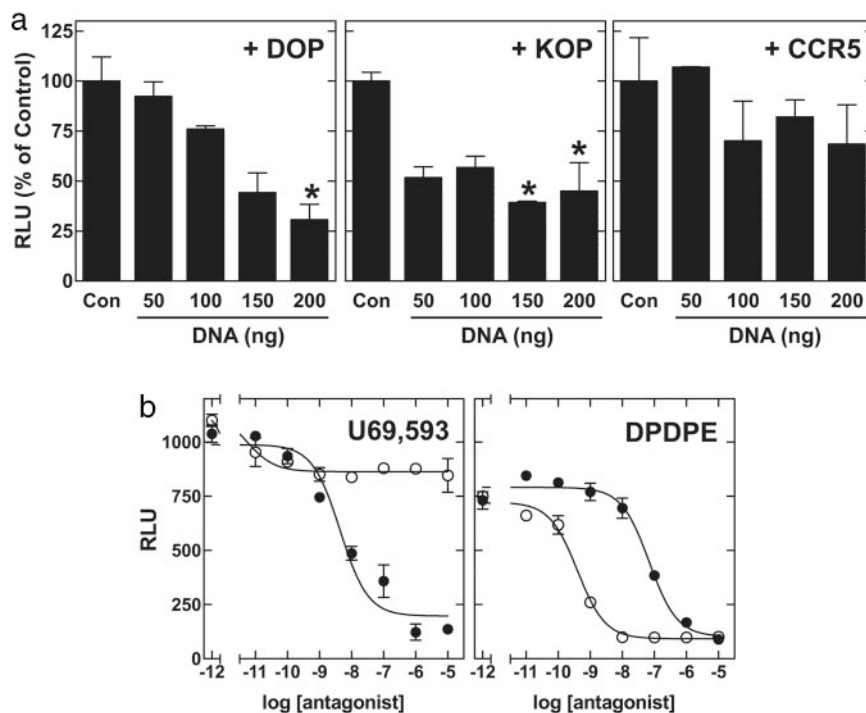 a
+ DOP
+ KOP
+ CCR5
RLU (% of Control)
125
100
75
50
25
0
*
*
*
Con 50 100 150 200
DNA (ng)
Con 50 100 150 200
DNA (ng)
Con 50 100 150 200
DNA (ng)
b
U69,593
DPDPE
RLU
1000
750
500
250
0
-12 -11 -10 -9 -8 -7 -6 -5
log [antagonist]
-12 -11 -10 -9 -8 -7 -6 -5
log [antagonist]